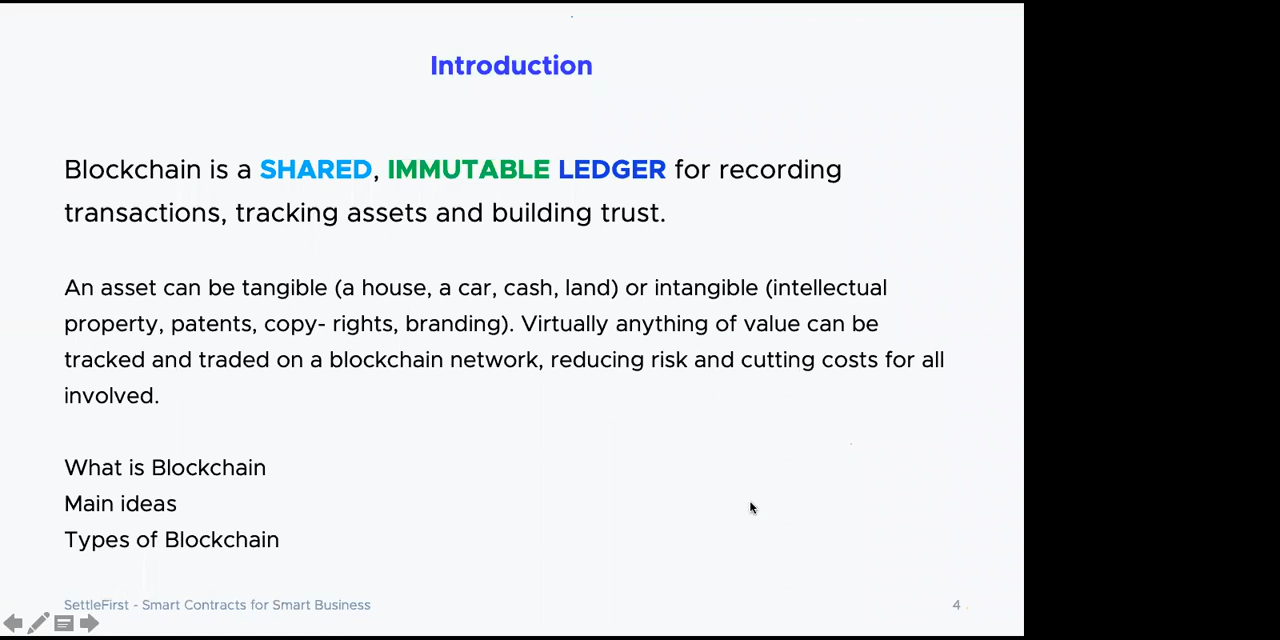 Introduction
Blockchain is a SHARED, IMMUTABLE LEDGER for recording
transactions, tracking assets and building trust.
An asset can be tangible (a house, a car, cash, land) or intangible (intellectual
property, patents, copy- rights, branding). Virtually anything of value can be
tracked and traded on a blockchain network, reducing risk and cutting costs for all
involved.
What is Blockchain
Main ideas
Types of Blockchain
SettleFirst - Smart Contracts for Smart Business
4